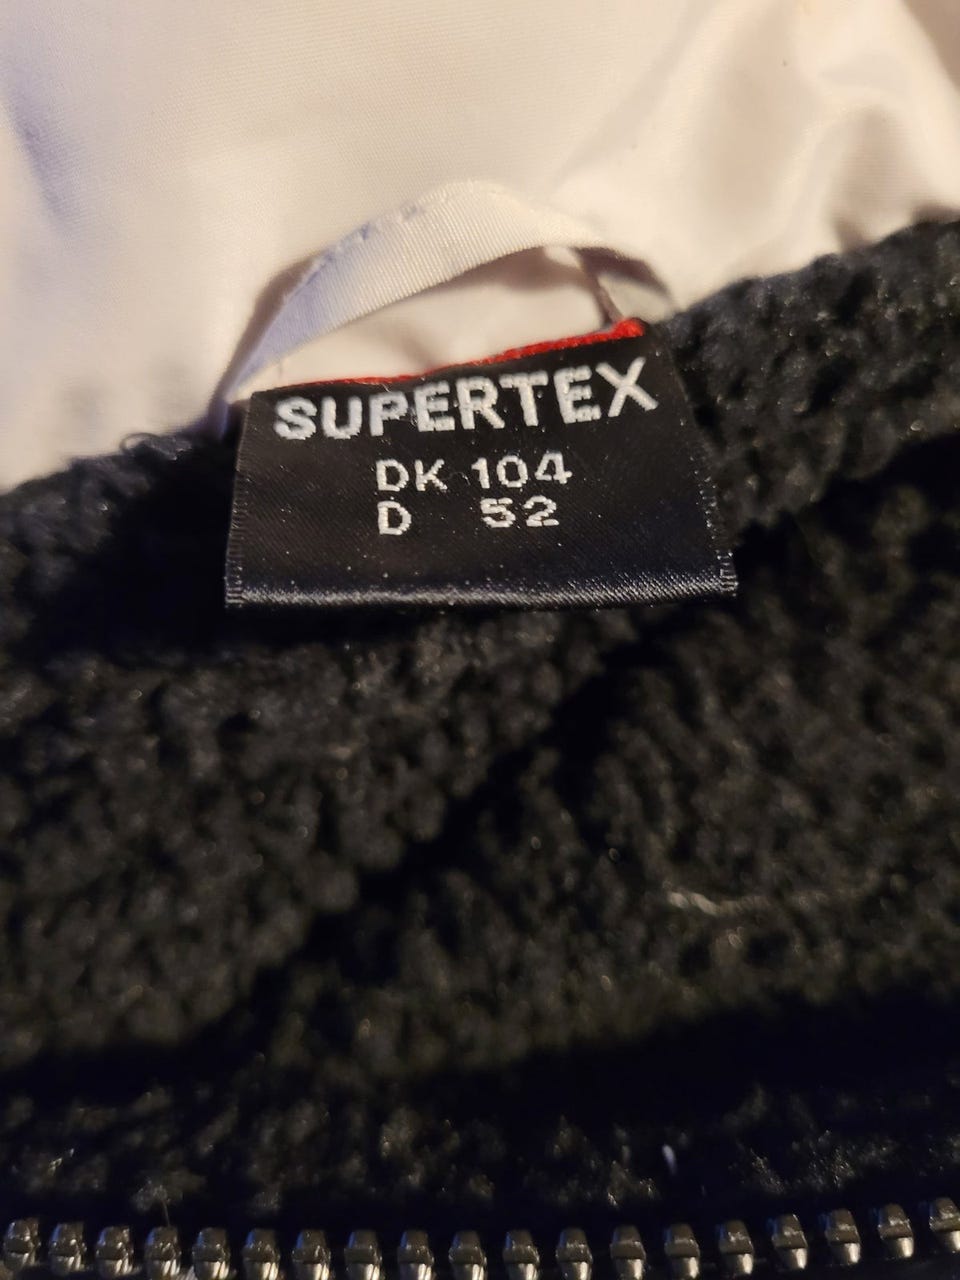 SUPERTEX
DK 104
D 52